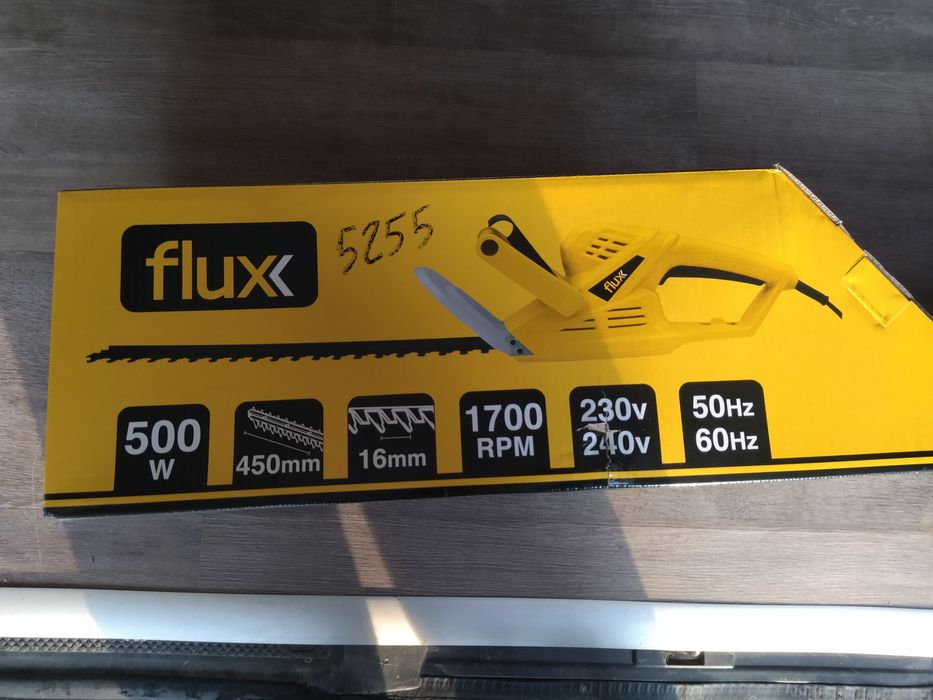 flux
5255
flux
500
W
450mm
16mm
1700
RPM
230v
240v
50Hz
60Hz